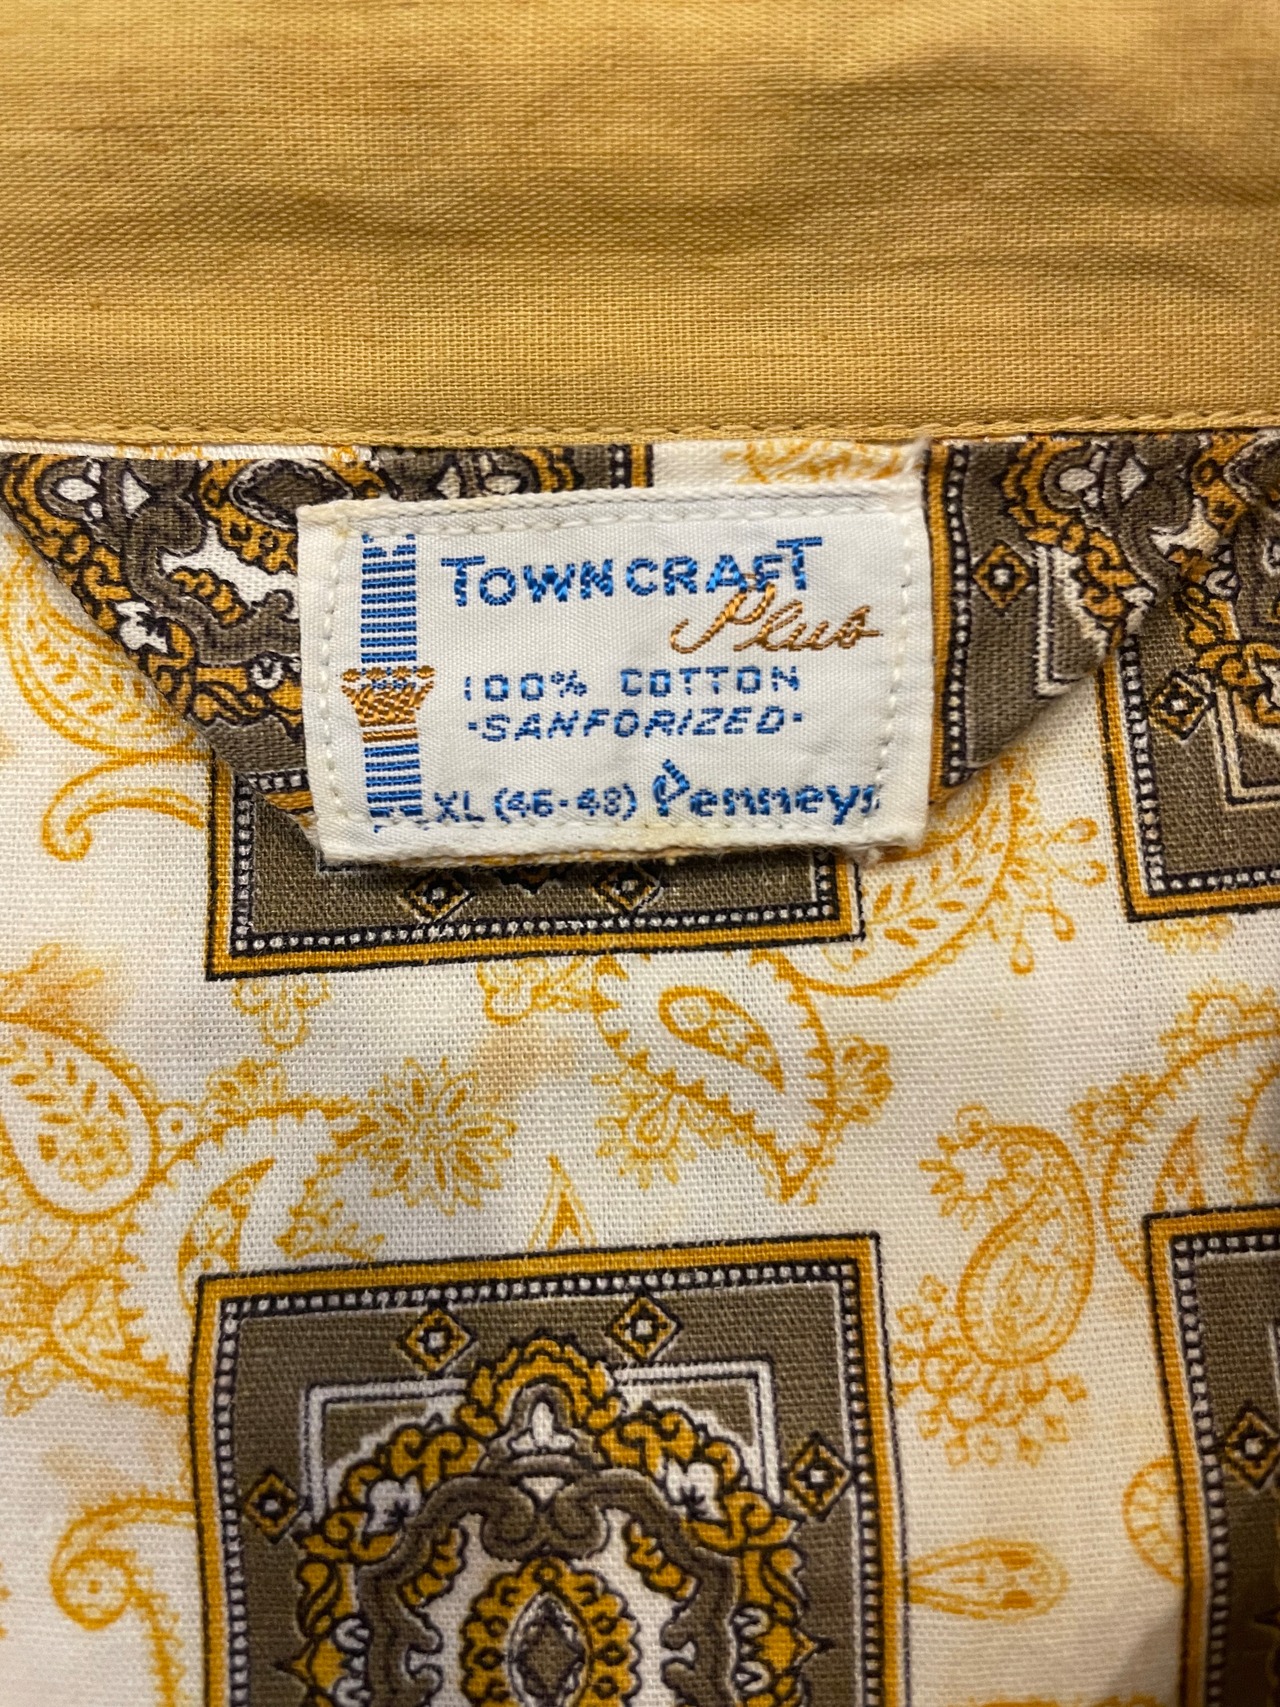 TOWNCRAFT
Plus
100% COTTON
·SANFORIZED·
XL (46-48) Penneys